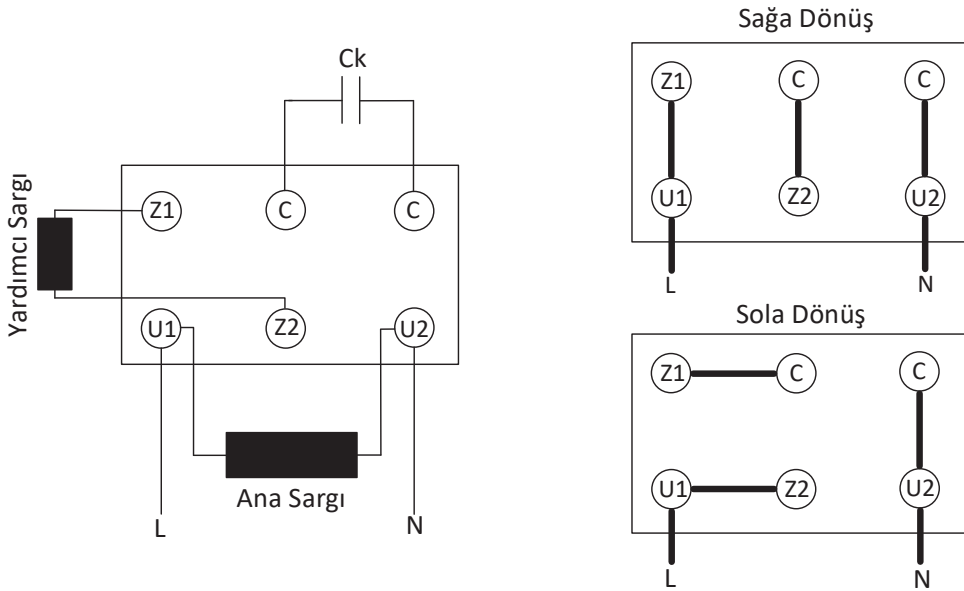 Ck
Yardımcı Sargı
Z1 C C
U1 Z2 U2
Ana Sargı
L N
Sağa Dönüş
Z1 C C
U1 Z2 U2
L N
Sola Dönüş
Z1 C C
U1 Z2 U2
L N